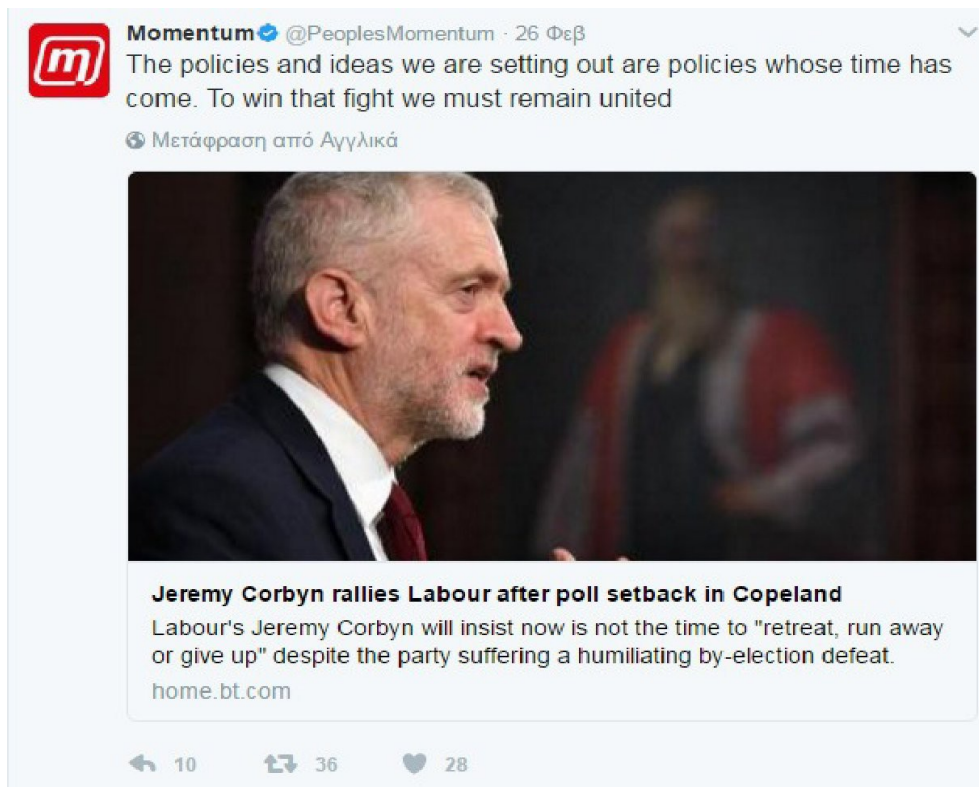 Momentum @PeoplesMomentum · 26 Φεβ
The policies and ideas we are setting out are policies whose time has
come. To win that fight we must remain united
Μετάφραση από Αγγλικά
m
Jeremy Corbyn rallies Labour after poll setback in Copeland
Labour's Jeremy Corbyn will insist now is not the time to "retreat, run away
or give up" despite the party suffering a humiliating by-election defeat.
home.bt.com
10 36 28